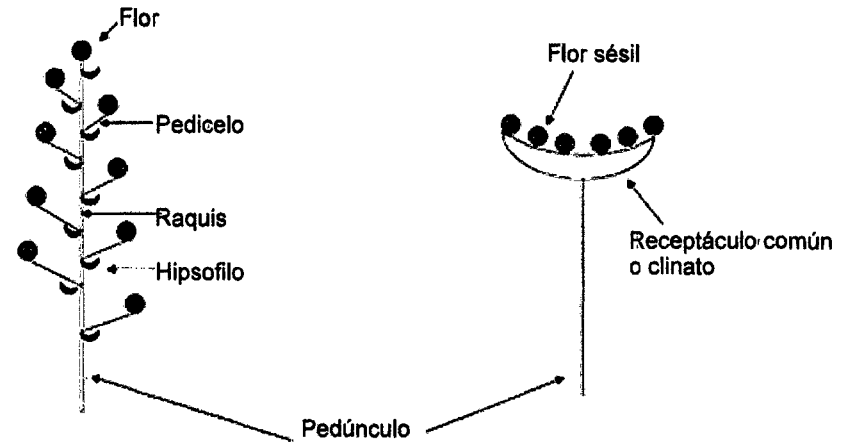 Flor
Pedicelo
Raquis
Hipsofilo
Flor sésil
Receptáculo común
o clinato
Pedúnculo